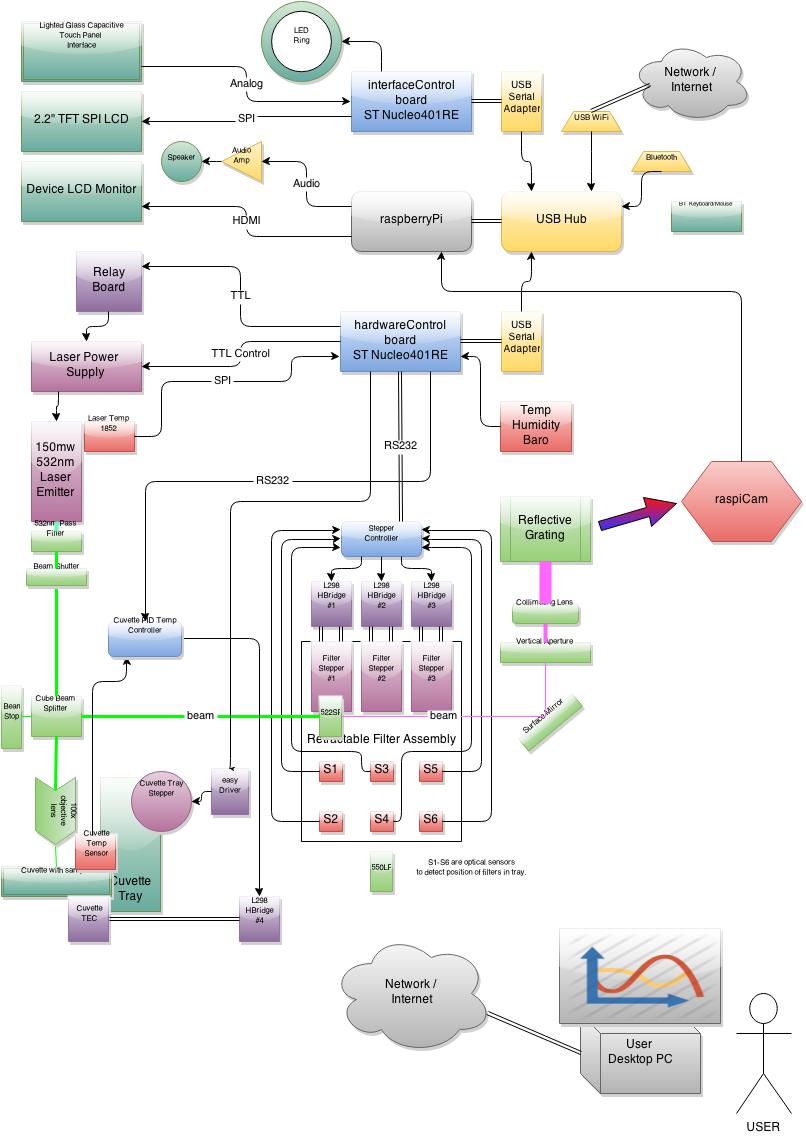 Lighted Glass Capacitive
Touch Panel
Interface
LED
Ring
Analog
interfaceControl
board
ST Nucleo401RE
USB
Serial
Adapter
Network /
Internet
USB WiFi
2.2" TFT SPI LCD
SPI
Speaker
Audio
Amp
Audio
Bluetooth
Device LCD Monitor
HDMI
raspberryPi
USB Hub
BT Keyboard/Mouse
Relay
Board
TTL
hardwareControl
board
ST Nucleo401RE
USB
Serial
Adapter
Laser Power
Supply
TTL Control
SPI
Temp
Humidity
Baro
Laser Temp
1852
150mw
532nm
Laser
Emitter
RS232
RS232
raspiCam
Reflective
Grating
532nm Pass
Filter
Stepper
Controller
Beam Shutter
L298
HBridge
#1
L298
HBridge
#2
L298
HBridge
#3
Collimating Lens
Cuvette PID Temp
Controller
Vertical Aperture
Filter
Stepper
#1
Filter
Stepper
#2
Filter
Stepper
#3
Beam
Stop
Cube Beam
Splitter
beam
522SP
beam
Surface Mirror
Retractable Filter Assembly
S1
S3
S5
S2
S4
S6
100x
objective
lens
Cuvette Tray
Stepper
easy
Driver
Cuvette
Temp
Sensor
Cuvette with
Cuvette
Tray
550LP
S1-S6 are optical sensors
to detect position of filters in tray.
Cuvette
TEC
L298
HBridge
#4
Network /
Internet
User
Desktop PC
USER